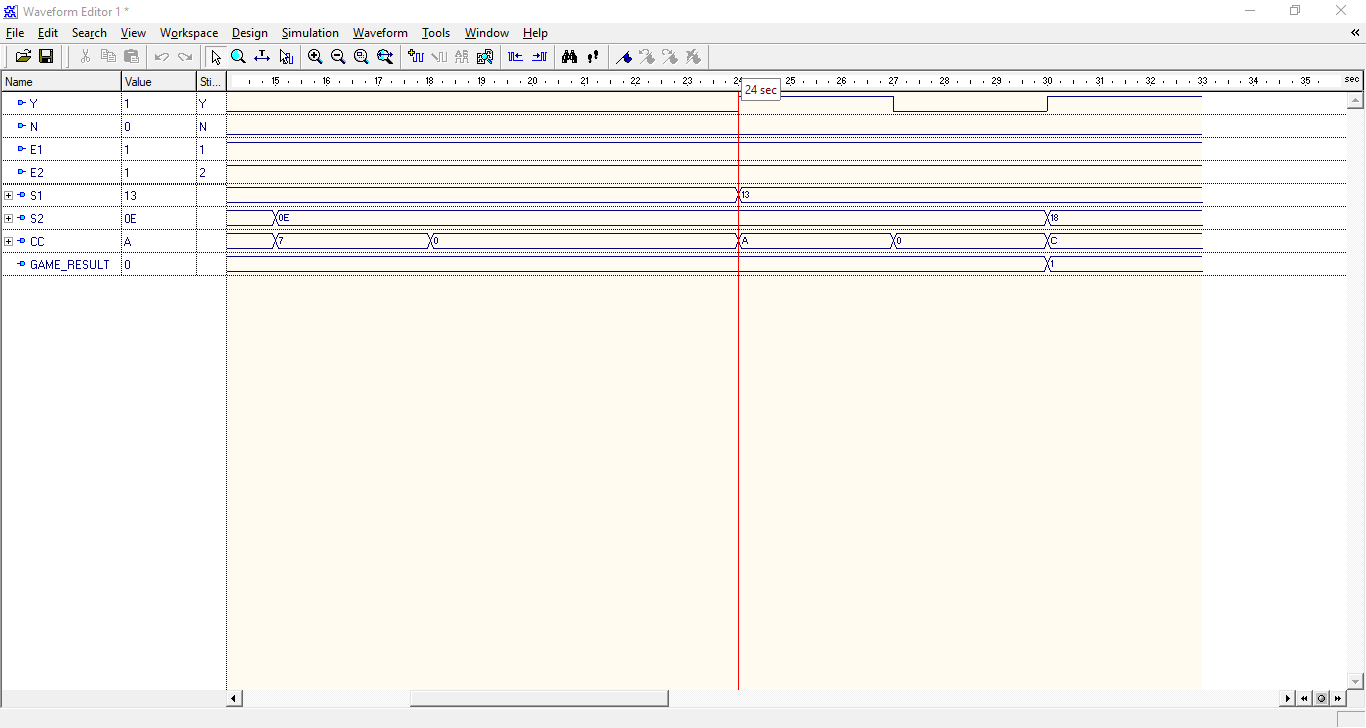 Waveform Editor 1 *
File Edit Search View Workspace Design Simulation Waveform Tools Window Help
Name Value Sti... 15 16 17 18 19 20 21 22 23 24 25 26 27 28 29 30 31 32 33 34 35 sec
24 sec
Y 1 Y
N 0 N
E1 1 1
E2 1 2
S1 13 13
S2 0E 0E 18
CC A 7 0 A 0 C
GAME_RESULT 0 1